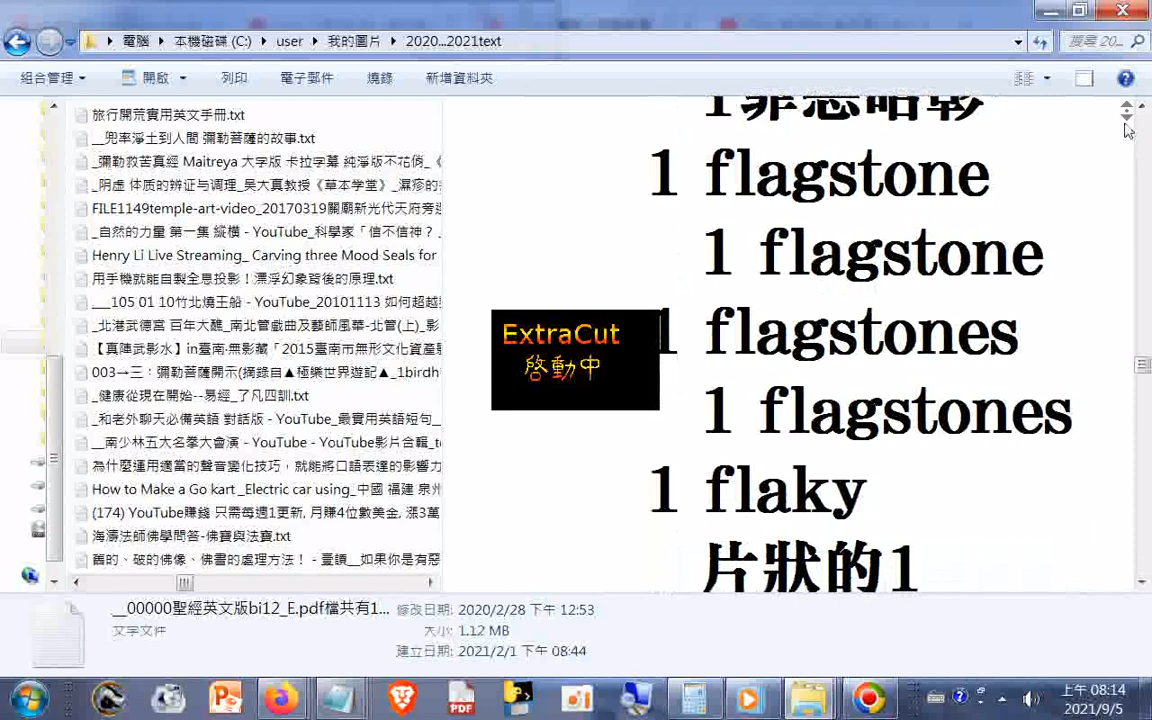 電腦 本機磁碟 (C:) user 我的圖片 2020...2021text
搜尋 20...
組合管理 開啟 列印 電子郵件 燒錄 新增資料夾
旅行開荒實用英文手冊.txt
__兜率淨土到人間 彌勒菩薩的故事.txt
_彌勒救苦真經 Maitreya 大字版 卡拉字幕 純淨版不花俏_《
_阴虚 体质的辨证与调理_吴大真教授《草本学堂》_濕疹的
FILE1149temple-art-video_20170319關廟新光代天府旁
_自然的力量 第一集 縱橫 - YouTube_科學家「信不信神？」
Henry Li Live Streaming_ Carving three Mood Seals for
用手機就能自製全息投影！漂浮幻象背後的原理.txt
___105 01 10竹北燒王船 - YouTube_20101113 如何超越
_北港武德宮 百年大醮_南北管戲曲及藝師風華-北管(上)_影
【真陣武影水】in臺南·無影藏「2015臺南市無形文化資產
003→三：彌勒菩薩開示(摘錄自▲極樂世界遊記▲_1birdh
_健康從現在開始--易經_了凡四訓.txt
_和老外聊天必備英語 對話版 - YouTube_最實用英語短句_
__南少林五大名拳大會演 - YouTube - YouTube影片合輯_t
為什麼運用適當的聲音變化技巧，就能將口語表達的影響力
How to Make a Go kart _Electric car using_中國 福建 泉州
(174) YouTube賺錢 只需每週1更新, 月賺4位數美金, 漲3萬
海濤法師佛學問答-佛寶與法寶.txt
舊的、破的佛像、佛書的處理方法！ - 壹讀__如果你是有惡
1罪惡昭彰
1 flagstone
1 flagstone
1 flagstones
1 flagstones
1 flaky
片狀的1
ExtraCut
啓動中
__00000聖經英文版bi12_E.pdf檔共有1...
文字文件
修改日期: 2020/2/28 下午 12:53
大小: 1.12 MB
建立日期: 2021/2/1 下午 08:44
上午 08:14
2021/9/5